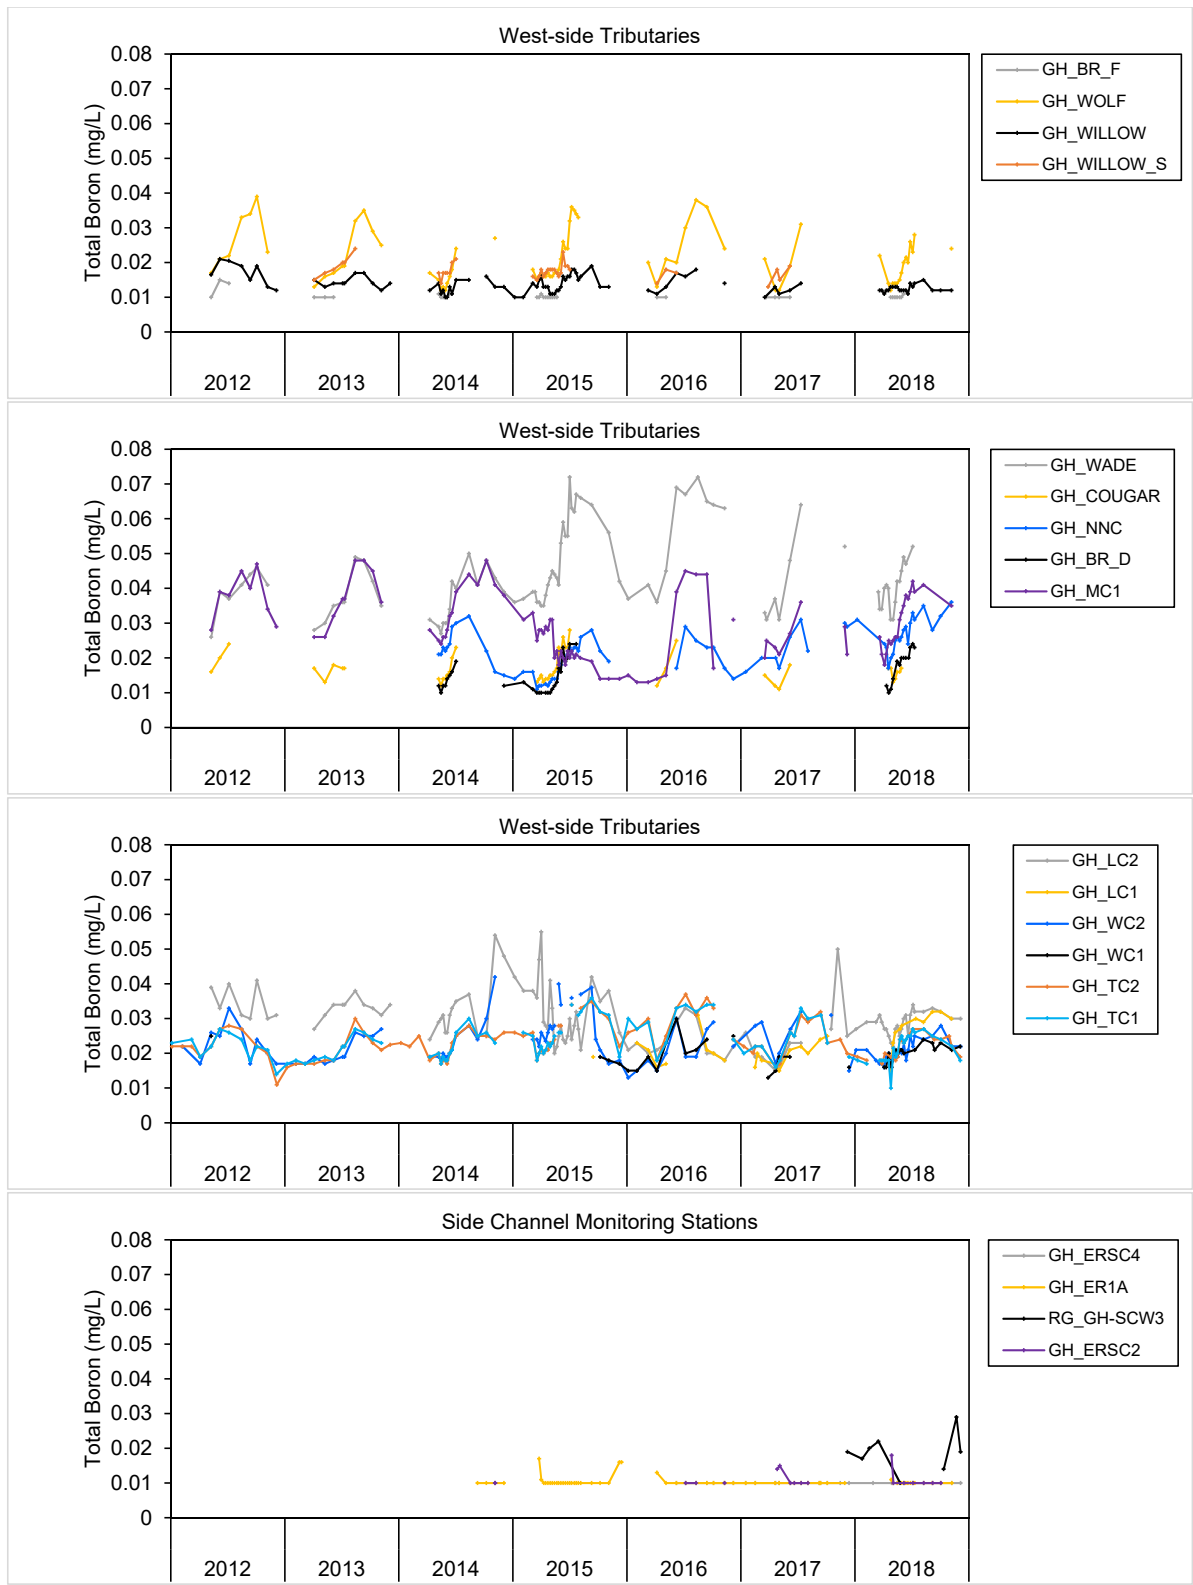 West-side Tributaries
0.08
0.07
0.06
0.05
0.04
0.03
0.02
0.01
0
Total Boron (mg/L)
2012 2013 2014 2015 2016 2017 2018
GH_BR_F
GH_WOLF
GH_WILLOW
GH_WILLOW_S
West-side Tributaries
0.08
0.07
0.06
0.05
0.04
0.03
0.02
0.01
0
Total Boron (mg/L)
2012 2013 2014 2015 2016 2017 2018
GH_WADE
GH_COUGAR
GH_NNC
GH_BR_D
GH_MC1
West-side Tributaries
0.08
0.07
0.06
0.05
0.04
0.03
0.02
0.01
0
Total Boron (mg/L)
2012 2013 2014 2015 2016 2017 2018
GH_LC2
GH_LC1
GH_WC2
GH_WC1
GH_TC2
GH_TC1
Side Channel Monitoring Stations
0.08
0.07
0.06
0.05
0.04
0.03
0.02
0.01
0
Total Boron (mg/L)
2012 2013 2014 2015 2016 2017 2018
GH_ERSC4
GH_ER1A
RG_GH-SCW3
GH_ERSC2